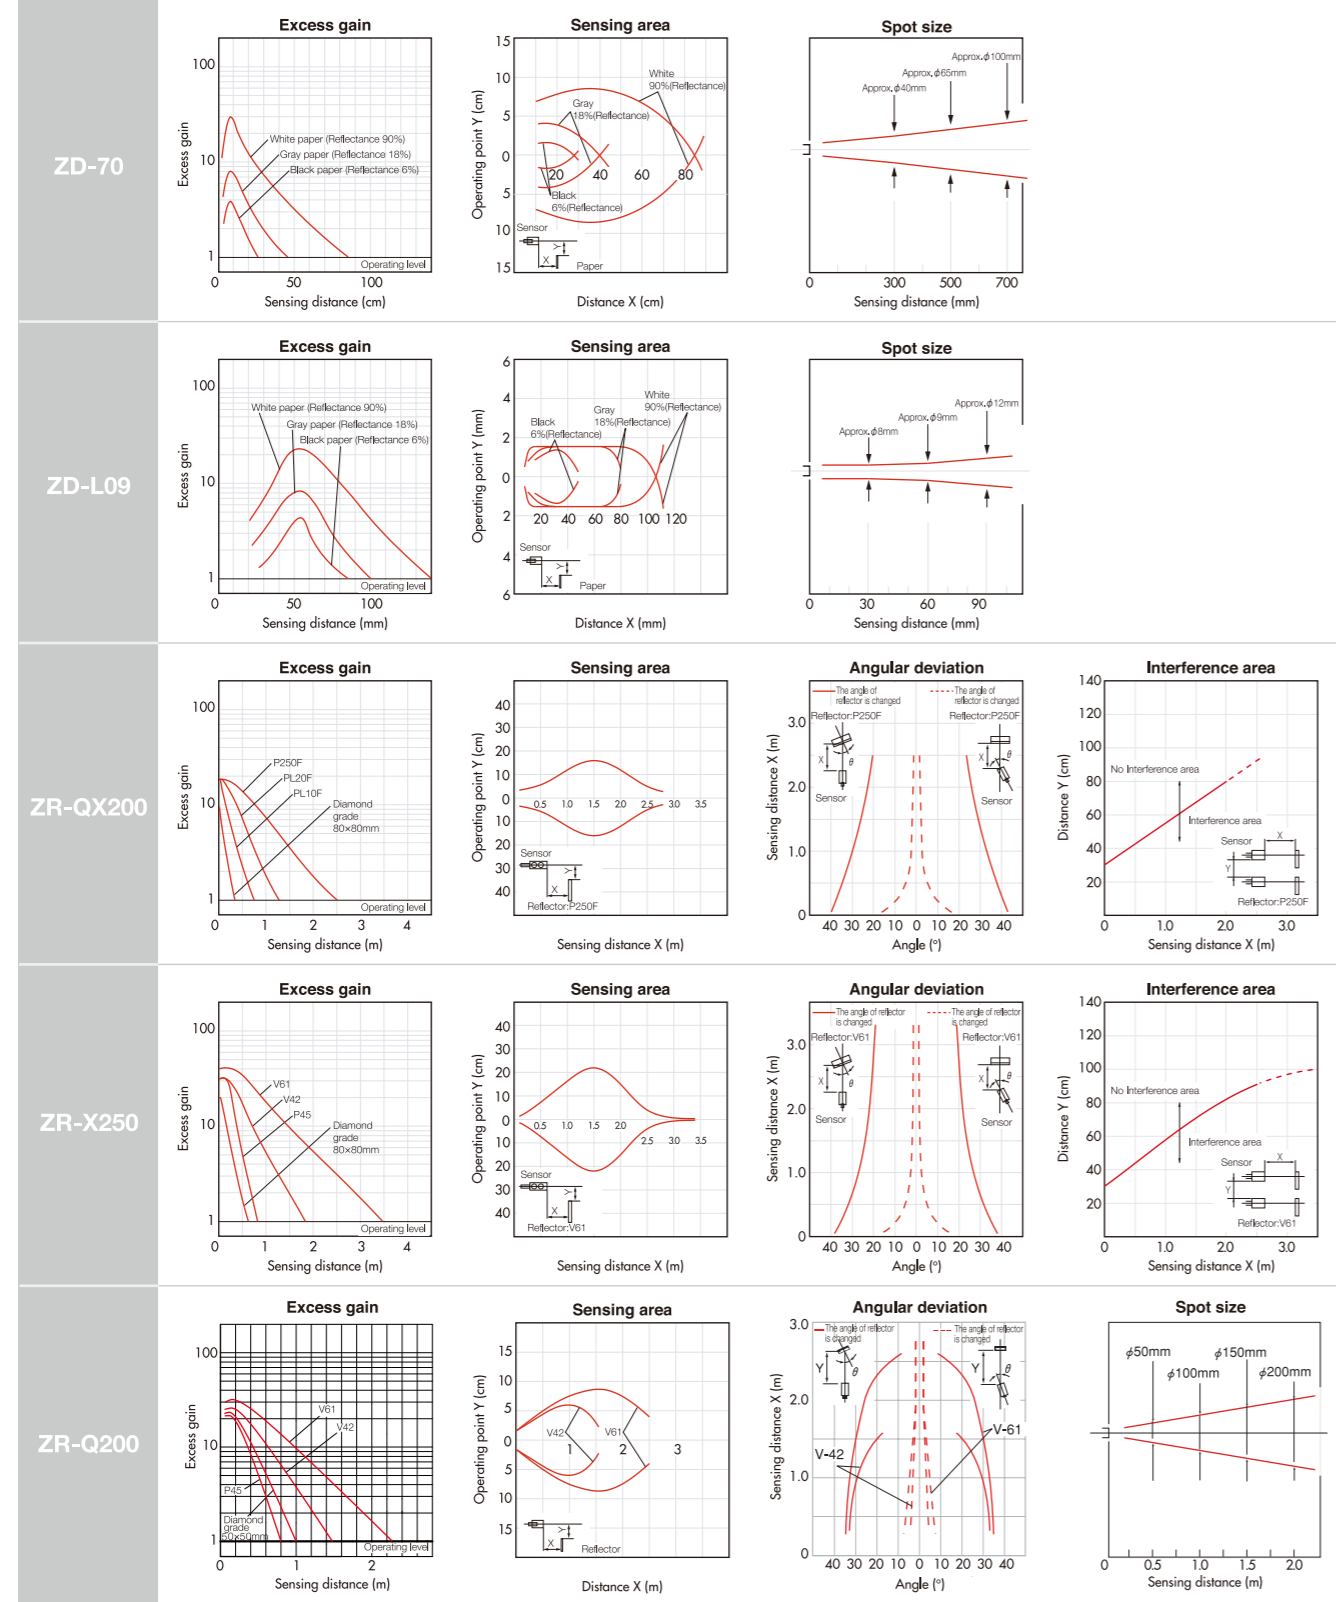 ZD-70
Excess gain
Excess gain
100
10
1
White paper (Reflectance 90%)
Gray paper (Reflectance 18%)
Black paper (Reflectance 6%)
Operating level
0 50 100
Sensing distance (cm)
Sensing area
Operating point Y (cm)
15
10
5
0
5
10
15
White
90%(Reflectance)
Gray
18%(Reflectance)
20 40 60 80
Black
6%(Reflectance)
Sensor
X
Y
Paper
Distance X (cm)
Spot size
Approx.ϕ100mm
Approx.ϕ65mm
Approx.ϕ40mm
0 300 500 700
Sensing distance (mm)
ZD-L09
Excess gain
Excess gain
100
10
1
White paper (Reflectance 90%)
Gray paper (Reflectance 18%)
Black paper (Reflectance 6%)
Operating level
0 50 100
Sensing distance (mm)
Sensing area
Operating point Y (mm)
6
4
2
0
2
4
6
White
90%(Reflectance)
Gray
18%(Reflectance)
Black
6%(Reflectance)
20 40 60 80 100 120
Sensor
X
Y
Paper
Distance X (mm)
Spot size
Approx.ϕ12mm
Approx.ϕ9mm
Approx.ϕ8mm
0 30 60 90
Sensing distance (mm)
ZR-QX200
Excess gain
Excess gain
100
10
1
P250F
PL20F
PL10F
Diamond
grade
80×80mm
Operating level
0 1 2 3 4
Sensing distance (m)
Sensing area
Operating point Y (cm)
40
30
20
10
0
10
20
30
40
0.5 1.0 1.5 2.0 2.5 3.0 3.5
Sensor
X
Y
Reflector:P250F
Sensing distance X (m)
Angular deviation
Sensing distance X (m)
The angle of
reflector is changed
Reflector:P250F
The angle of
reflector is changed
Reflector:P250F
3.0
2.0
1.0
0
X
θ
Sensor
X
θ
Sensor
40 30 20 10 0 10 20 30 40
Angle (°)
Interference area
Distance Y (cm)
140
120
100
80
60
40
20
No Interference area
Interference area
Sensor
X
Y
Reflector:P250F
0 1.0 2.0 3.0
Sensing distance X (m)
ZR-X250
Excess gain
Excess gain
100
10
1
V61
V42
P45
Diamond
grade
80×80mm
Operating level
0 1 2 3 4
Sensing distance (m)
Sensing area
Operating point Y (cm)
40
30
20
10
0
10
20
30
40
0.5 1.0 1.5 2.0 2.5 3.0 3.5
Sensor
X
Y
Reflector:V61
Sensing distance X (m)
Angular deviation
Sensing distance X (m)
The angle of reflector
is changed
Reflector:V61
The angle of reflector
is changed
Reflector:V61
3.0
2.0
1.0
0
X
θ
Sensor
X
θ
Sensor
40 30 20 10 0 10 20 30 40
Angle (°)
Interference area
Distance Y (cm)
140
120
100
80
60
40
20
No Interference area
Interference area
Sensor
X
Y
Reflector:V61
0 1.0 2.0 3.0
Sensing distance X (m)
ZR-Q200
Excess gain
Excess gain
100
10
1
V61
V42
P45
Diamond
grade
50×50mm
Operating level
0 1 2
Sensing distance (m)
Sensing area
Operating point Y (cm)
15
10
5
0
5
10
15
V42 1 V61 2 3
X
Y
Reflector
Distance X (m)
Angular deviation
Sensing distance X (m)
The angle of reflector
is changed
The angle of reflector
is changed
3.0
2.0
1.0
0
Y
θ
Y
θ
V-61
V-42
40 30 20 10 0 10 20 30 40
Angle (°)
Spot size
ϕ50mm
ϕ100mm
ϕ150mm
ϕ200mm
0 0.5 1.0 1.5 2.0
Sensing distance (m)